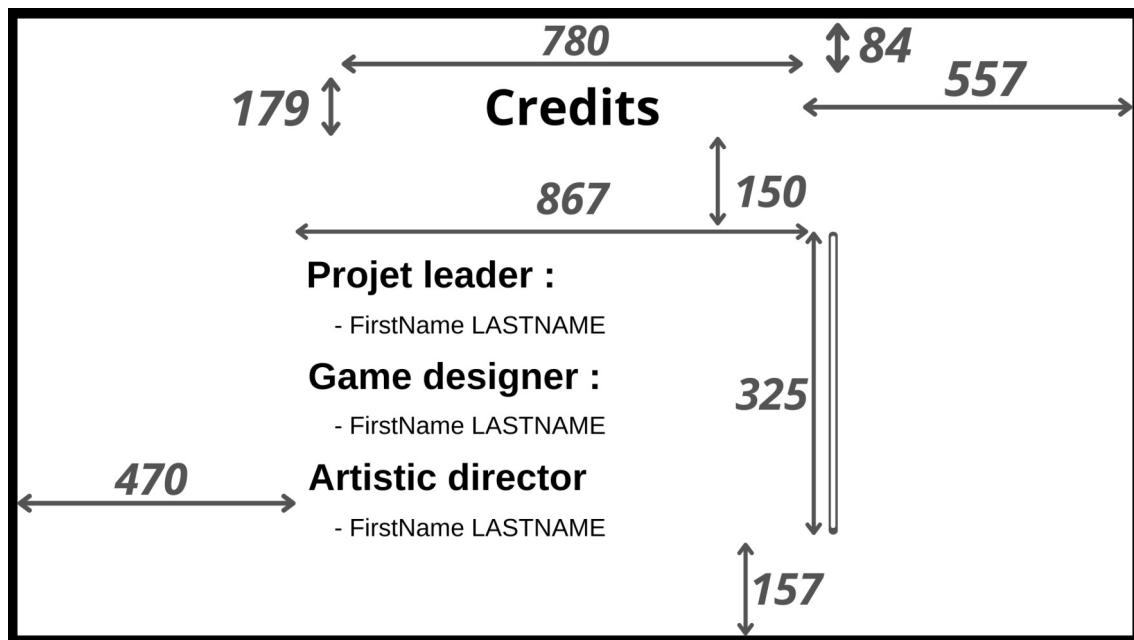 780
84
557
179
Credits
150
867
Projet leader :
- FirstName LASTNAME
Game designer :
325
- FirstName LASTNAME
470
Artistic director
- FirstName LASTNAME
157